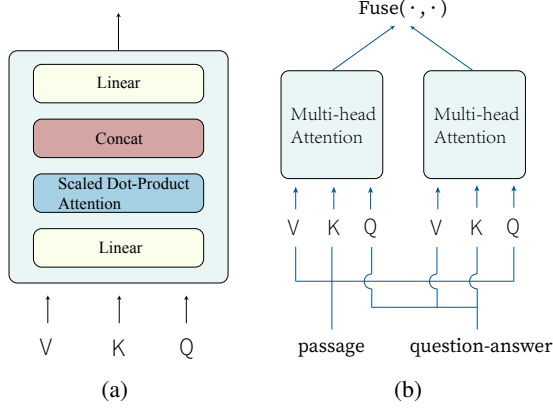 Linear
Concat
Scaled Dot-Product
Attention
Linear
V K Q
(a)
Fuse(·,·)
Multi-head
Attention
Multi-head
Attention
V K Q V K Q
passage question-answer
(b)